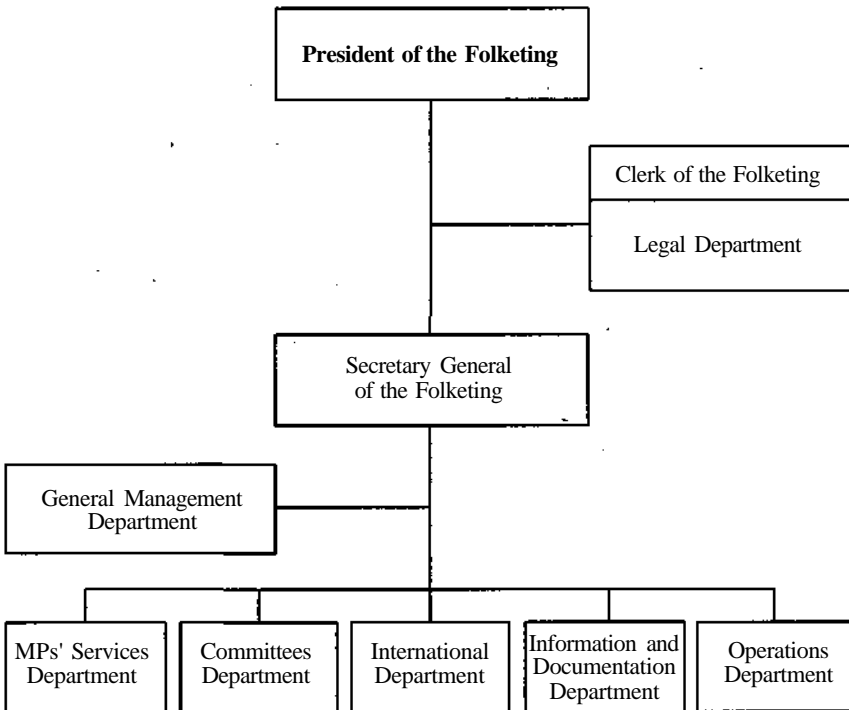 President of the Folketing
Clerk of the Folketing
Legal Department
Secretary General
of the Folketing
General Management
Department
MPs' Services
Department
Committees
Department
International
Department
Information and
Documentation
Department
Operations
Department